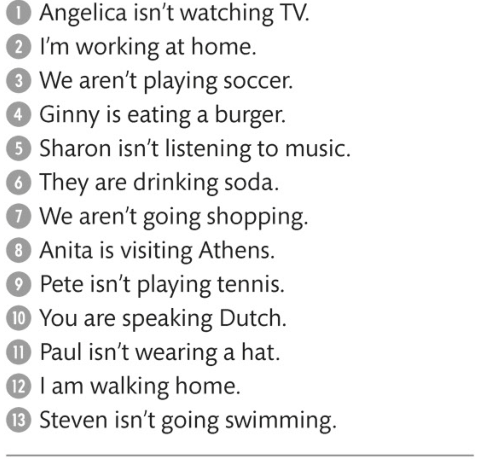 1 Angelica isn't watching TV.
2 I'm working at home.
3 We aren't playing soccer.
4 Ginny is eating a burger.
5 Sharon isn't listening to music.
6 They are drinking soda.
7 We aren't going shopping.
8 Anita is visiting Athens.
9 Pete isn't playing tennis.
10 You are speaking Dutch.
11 Paul isn't wearing a hat.
12 I am walking home.
13 Steven isn't going swimming.